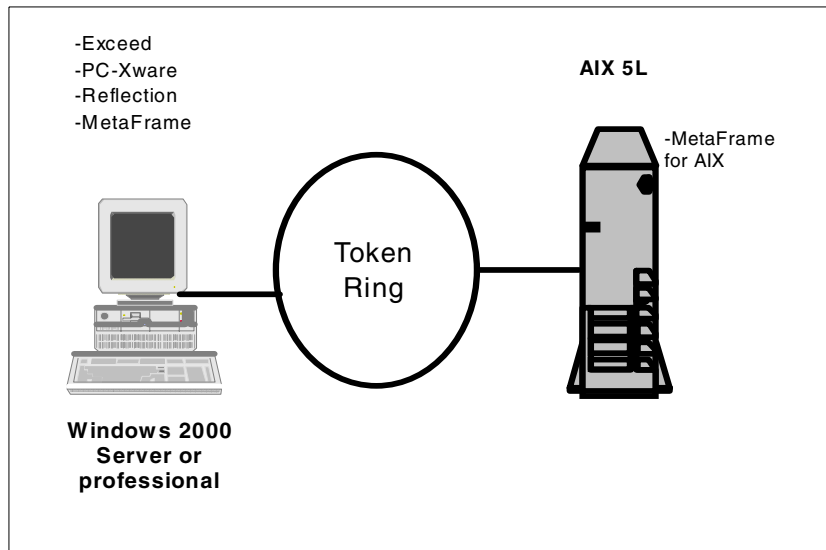 -Exceed
-PC-Xware
-Reflection
-MetaFrame
AIX 5L
-MetaFrame
for AIX
Token
Ring
Windows 2000
Server or
professional